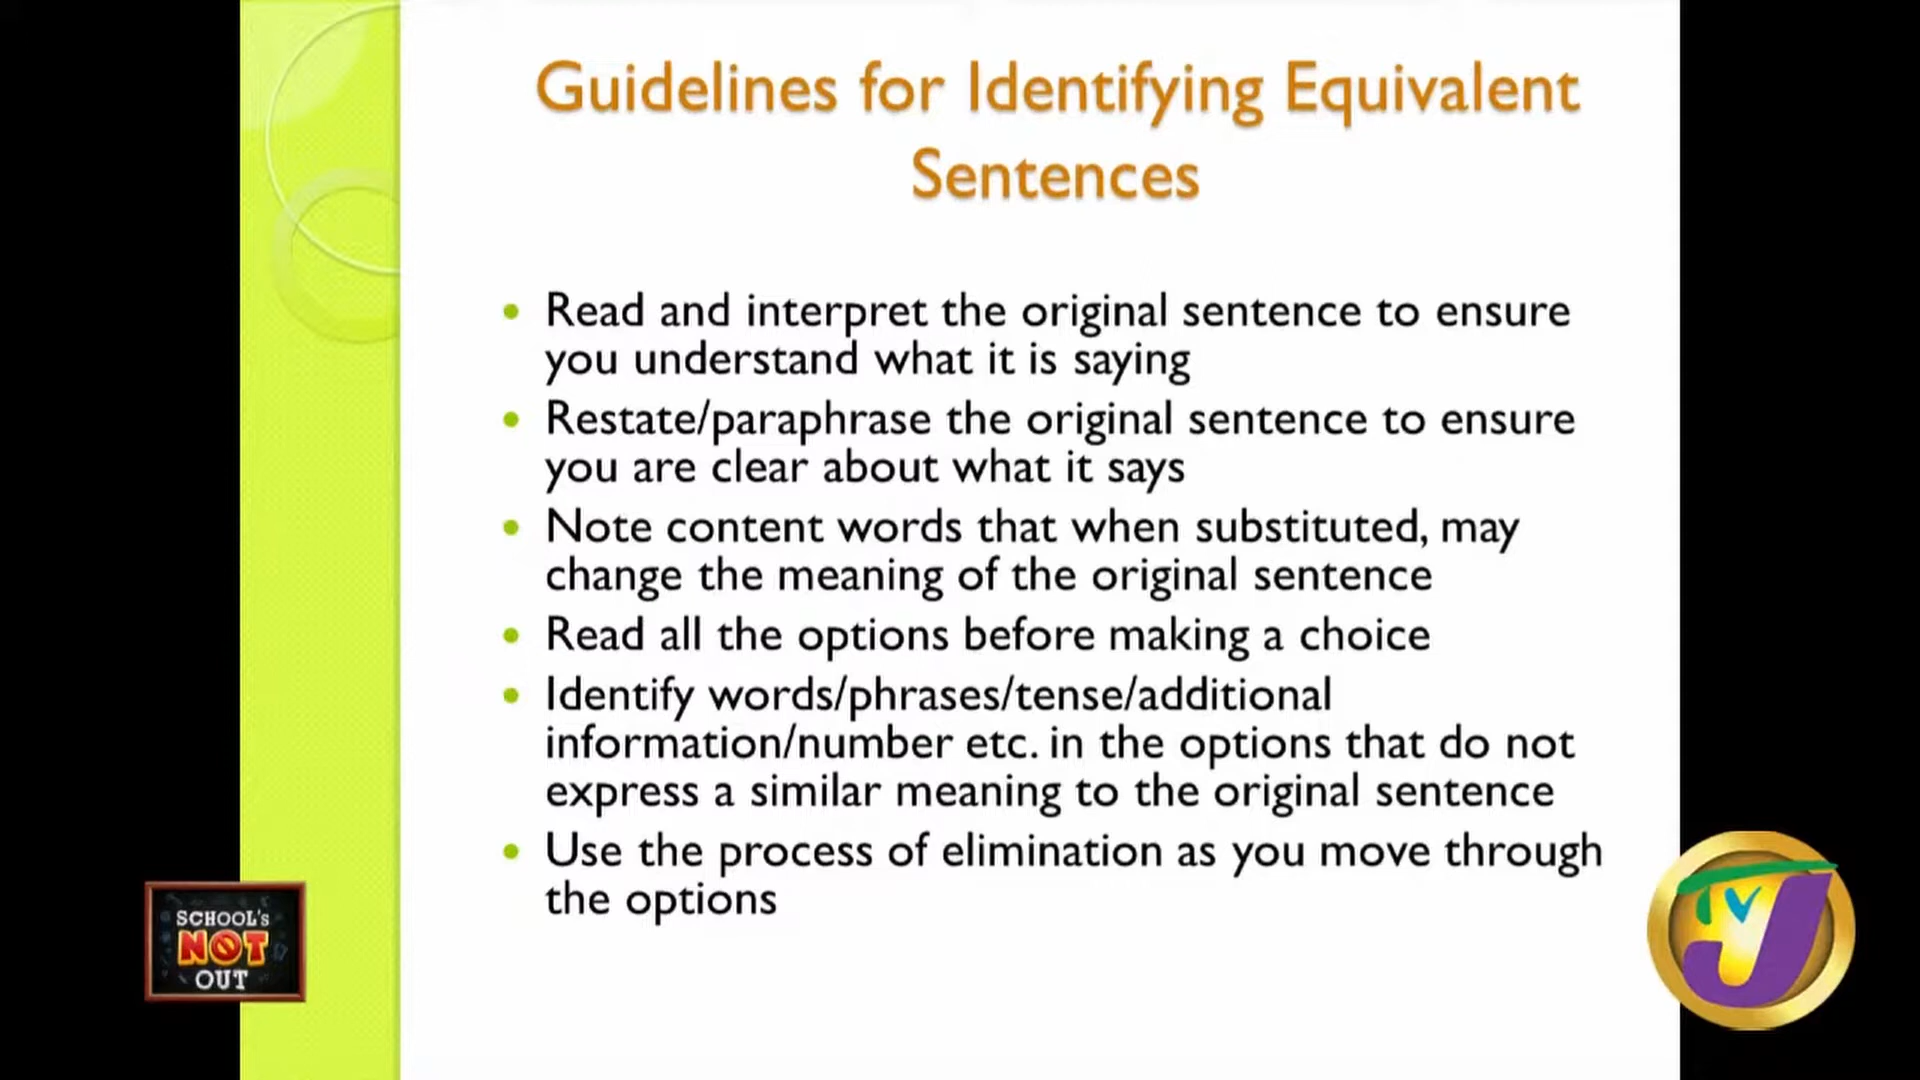 Guidelines for Identifying Equivalent
Sentences
• Read and interpret the original sentence to ensure
you understand what it is saying
• Restate/paraphrase the original sentence to ensure
you are clear about what it says
• Note content words that when substituted, may
change the meaning of the original sentence
• Read all the options before making a choice
• Identify words/phrases/tense/additional
information/number etc. in the options that do not
express a similar meaning to the original sentence
• Use the process of elimination as you move through
the options
SCHOOL's
NOT
OUT
TVJ